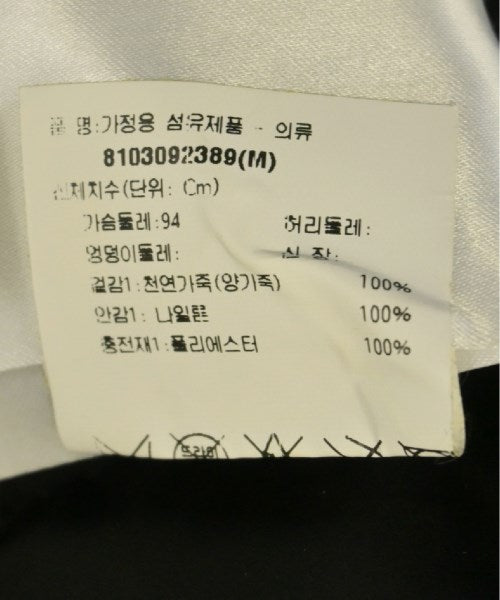 품 명:가정용 섬유제품 - 의류
8103092389(M)
신체치수(단위: Cm)
가슴둘레:94 허리둘레:
엉덩이둘레: 신 장:
겉감1:천연가죽(양가죽) 100%
안감1: 나일론 100%
충전재1:폴리에스터 100%
드라이